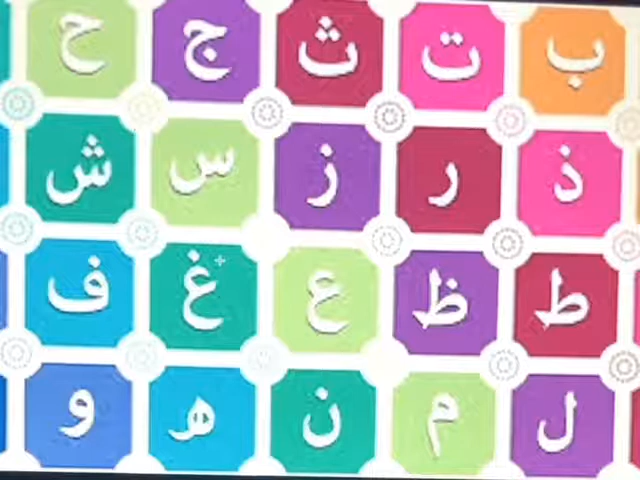 ب ت ث ج ح
ذ ر ز س ش
ط ظ ع غ ف
ل م ن ه و